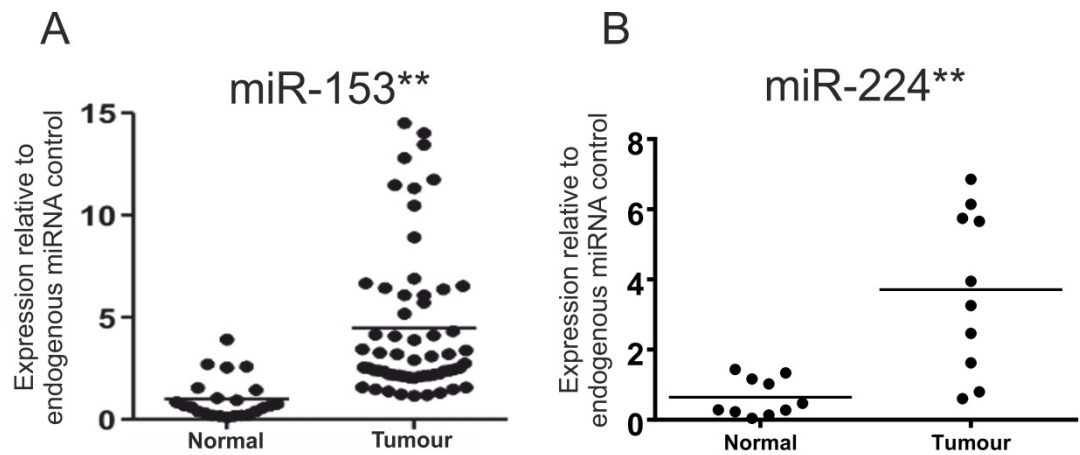 A
miR-153**
Expression relative to
endogenous miRNA control
15
10
5
0
Normal
Tumour
B
miR-224**
Expression relative to
endogenous miRNA control
8
6
4
2
0
Normal
Tumour